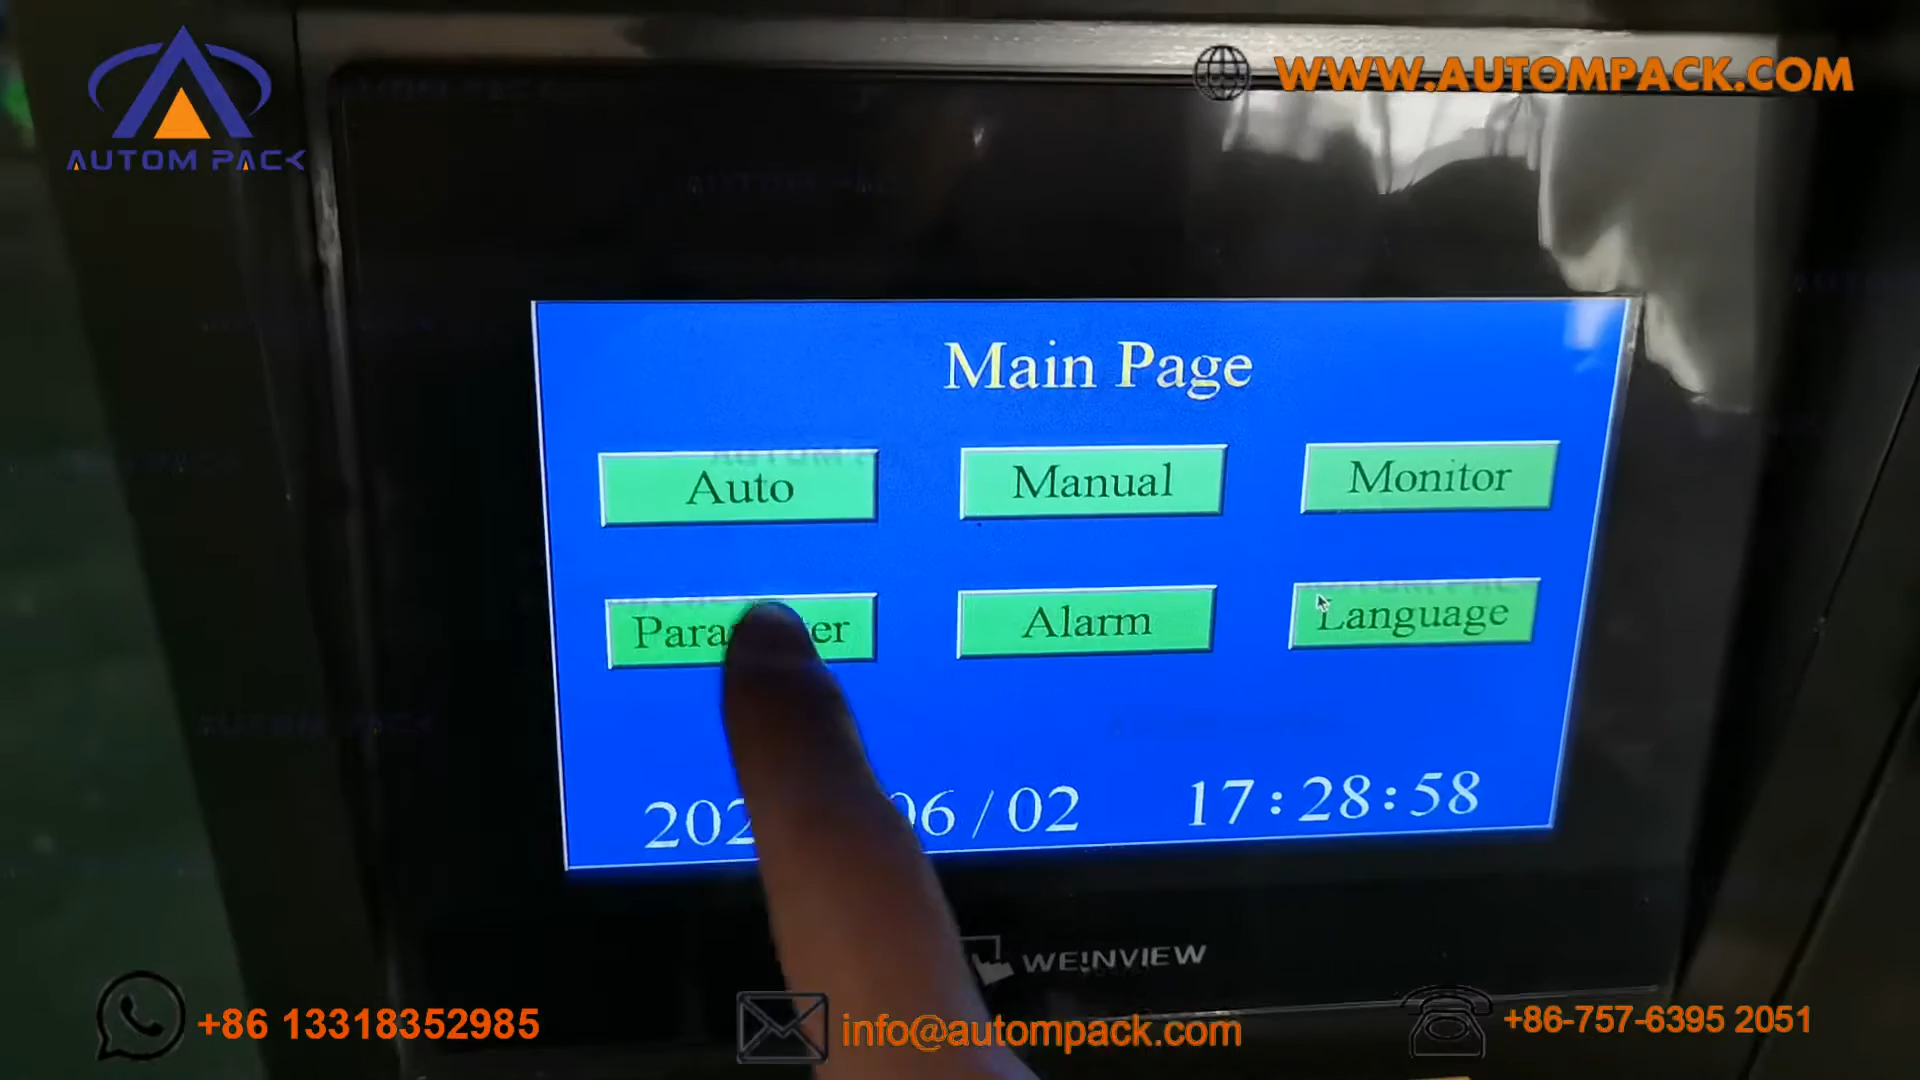 AUTOM PACK
WWW.AUTOMPACK.COM
Main Page
Auto
Manual
Monitor
Alarm
Language
06 / 02
17:28:58
WEINVIEW
+86 13318352985
info@autompack.com
+86-757-6395 2051